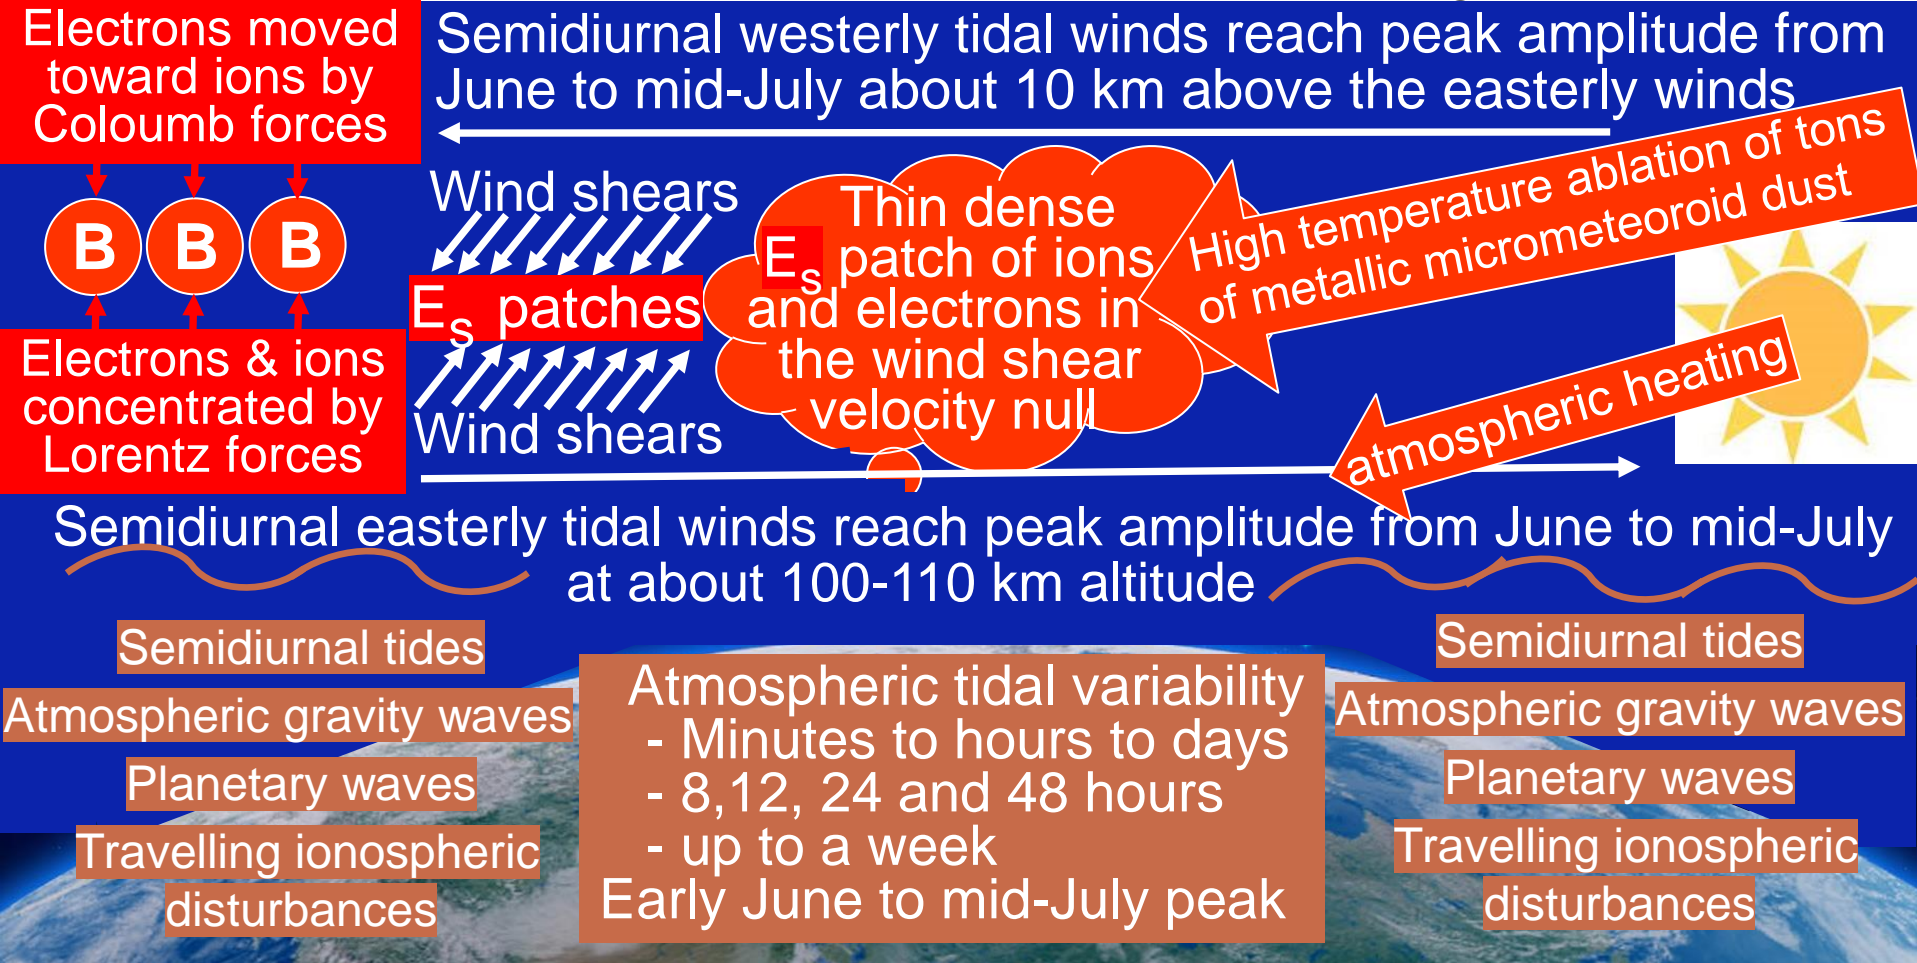 Electrons moved
toward ions by
Coloumb forces
Semidiurnal westerly tidal winds reach peak amplitude from
June to mid-July about 10 km above the easterly winds
B B B
Wind shears
Es patches
Wind shears
Thin dense
Es patch of ions
and electrons in
the wind shear
velocity null
High temperature ablation of tons
of metallic micrometeoroid dust
atmospheric heating
Electrons & ions
concentrated by
Lorentz forces
Semidiurnal easterly tidal winds reach peak amplitude from June to mid-July
at about 100-110 km altitude
Semidiurnal tides
Atmospheric gravity waves
Planetary waves
Travelling ionospheric
disturbances
Atmospheric tidal variability
- Minutes to hours to days
- 8,12, 24 and 48 hours
- up to a week
Early June to mid-July peak
Semidiurnal tides
Atmospheric gravity waves
Planetary waves
Travelling ionospheric
disturbances